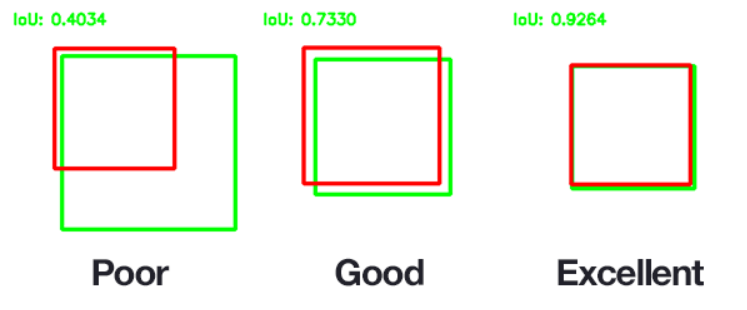 IoU: 0.4034
IoU: 0.7330
IoU: 0.9264
Poor
Good
Excellent